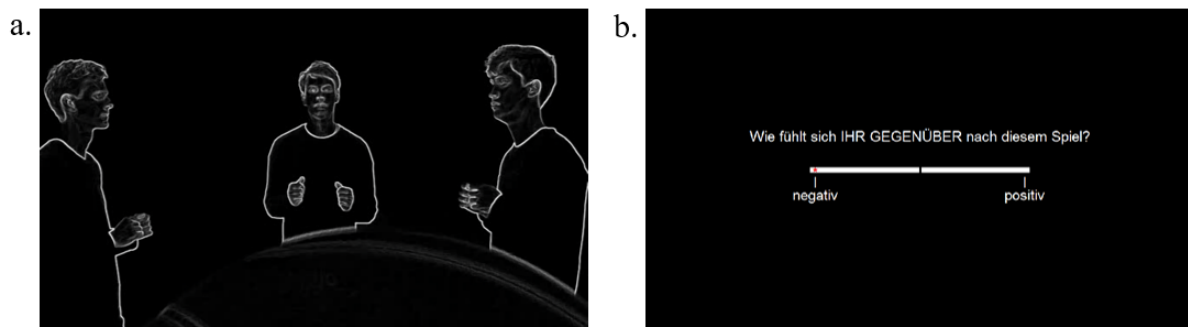 a.
b.
Wie fühlt sich IHR GEGENÜBER nach diesem Spiel?
negativ
positiv